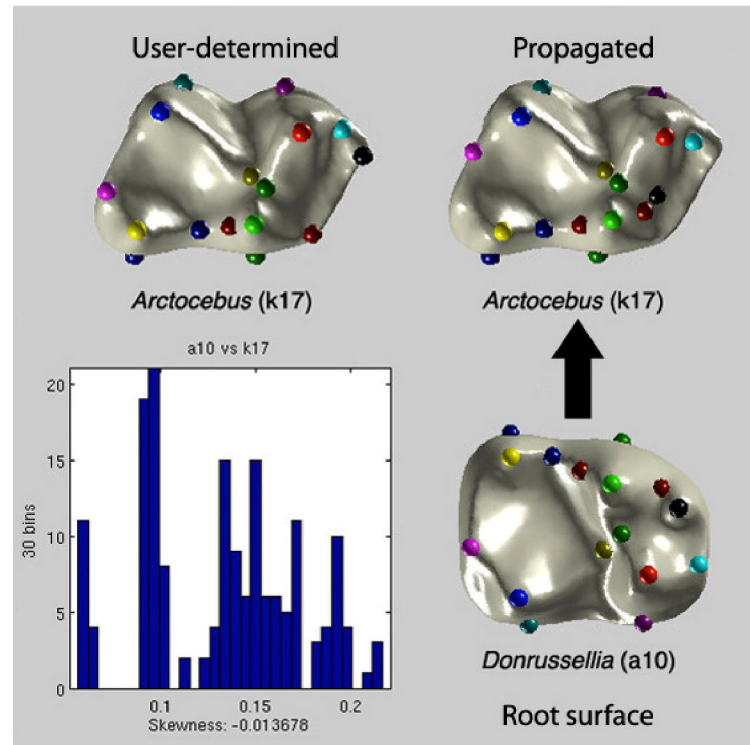 User-determined
Propagated
Arctocebus (k17)
Arctocebus (k17)
a10 vs k17
20
15
10
5
0
30 bins
0.1
0.15
0.2
Skewness: -0.013678
Donrussellia (a10)
Root surface